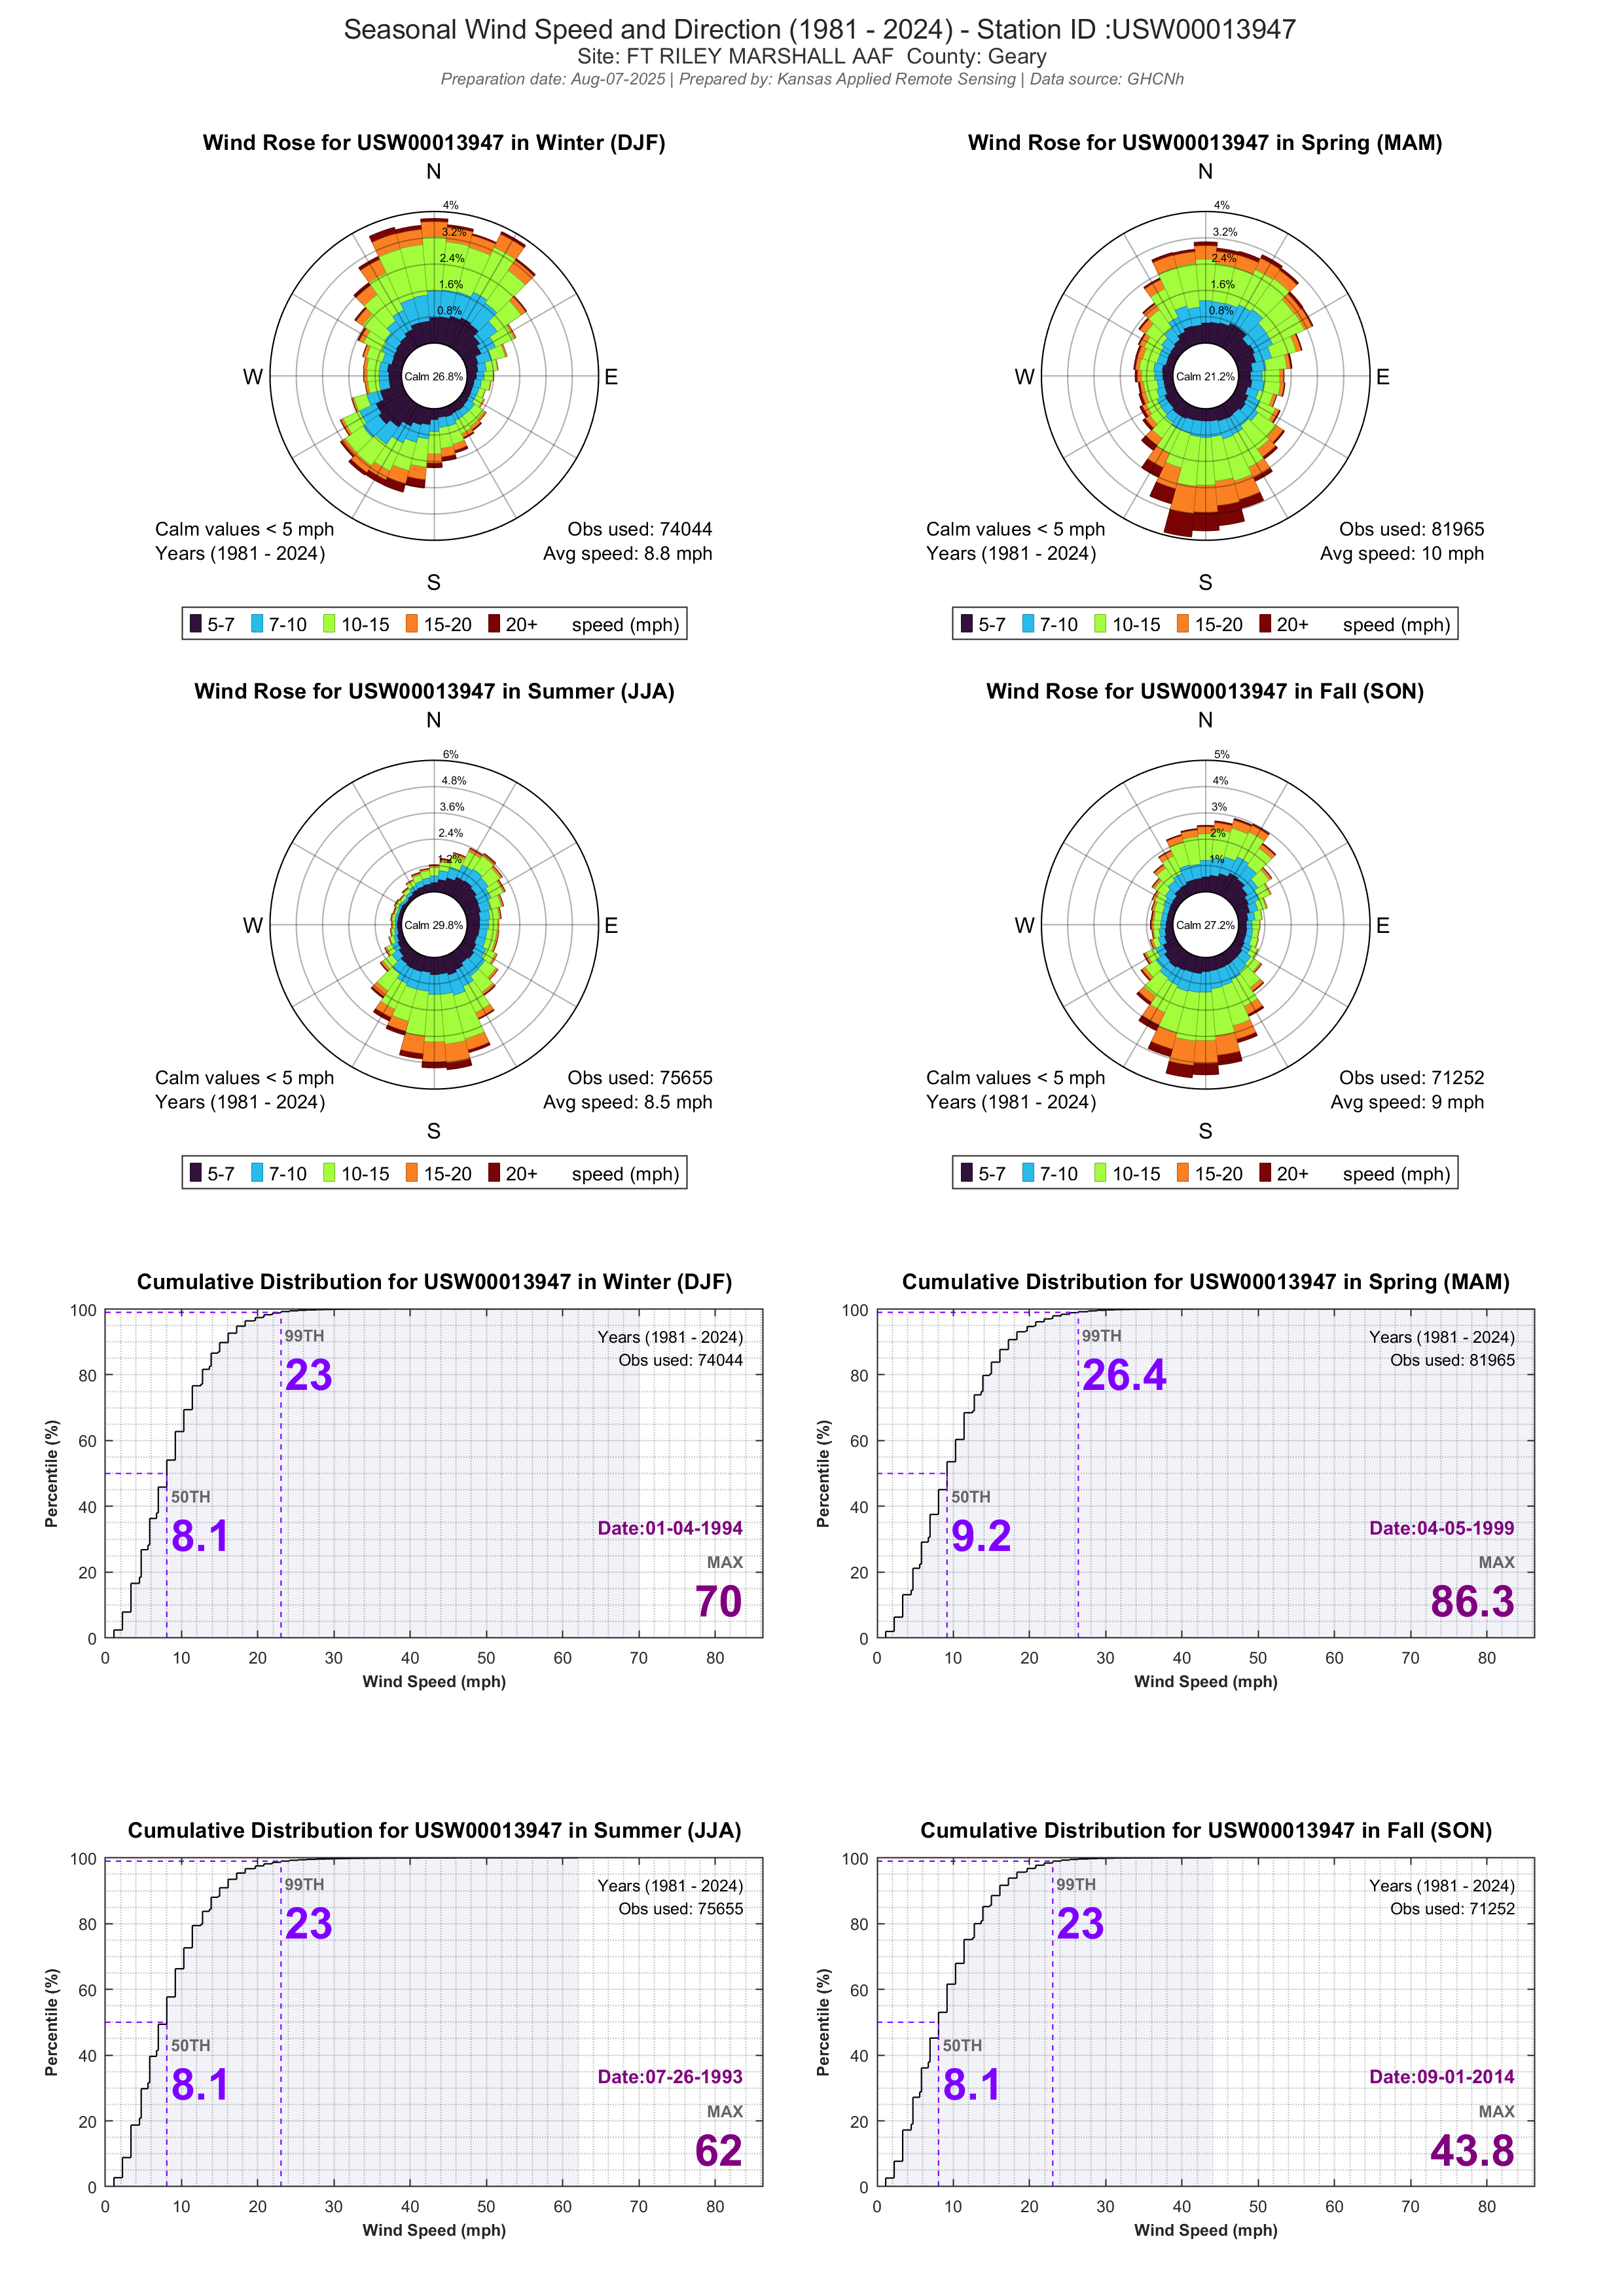 Seasonal Wind Speed and Direction (1981 - 2024) - Station ID :USW00013947
Site: FT RILEY MARSHALL AAF  County: Geary
Preparation date: Aug-07-2025 | Prepared by: Kansas Applied Remote Sensing | Data source: GHCNh
Wind Rose for USW00013947 in Winter (DJF)
N
4%
3.2%
2.4%
1.6%
0.8%
W
Calm 26.8%
E
Calm values < 5 mph
Years (1981 - 2024)
Obs used: 74044
Avg speed: 8.8 mph
S
5-7 7-10 10-15 15-20 20+ speed (mph)
Wind Rose for USW00013947 in Spring (MAM)
N
4%
3.2%
2.4%
1.6%
0.8%
W
Calm 21.2%
E
Calm values < 5 mph
Years (1981 - 2024)
Obs used: 81965
Avg speed: 10 mph
S
5-7 7-10 10-15 15-20 20+ speed (mph)
Wind Rose for USW00013947 in Summer (JJA)
N
6%
4.8%
3.6%
2.4%
1.2%
W
Calm 29.8%
E
Calm values < 5 mph
Years (1981 - 2024)
Obs used: 75655
Avg speed: 8.5 mph
S
5-7 7-10 10-15 15-20 20+ speed (mph)
Wind Rose for USW00013947 in Fall (SON)
N
5%
4%
3%
2%
1%
W
Calm 27.2%
E
Calm values < 5 mph
Years (1981 - 2024)
Obs used: 71252
Avg speed: 9 mph
S
5-7 7-10 10-15 15-20 20+ speed (mph)
Cumulative Distribution for USW00013947 in Winter (DJF)
Percentile (%)
100
80
60
40
20
0
99TH
23
50TH
8.1
Years (1981 - 2024)
Obs used: 74044
Date:01-04-1994
MAX
70
0 10 20 30 40 50 60 70 80
Wind Speed (mph)
Cumulative Distribution for USW00013947 in Spring (MAM)
Percentile (%)
100
80
60
40
20
0
99TH
26.4
50TH
9.2
Years (1981 - 2024)
Obs used: 81965
Date:04-05-1999
MAX
86.3
0 10 20 30 40 50 60 70 80
Wind Speed (mph)
Cumulative Distribution for USW00013947 in Summer (JJA)
Percentile (%)
100
80
60
40
20
0
99TH
23
50TH
8.1
Years (1981 - 2024)
Obs used: 75655
Date:07-26-1993
MAX
62
0 10 20 30 40 50 60 70 80
Wind Speed (mph)
Cumulative Distribution for USW00013947 in Fall (SON)
Percentile (%)
100
80
60
40
20
0
99TH
23
50TH
8.1
Years (1981 - 2024)
Obs used: 71252
Date:09-01-2014
MAX
43.8
0 10 20 30 40 50 60 70 80
Wind Speed (mph)